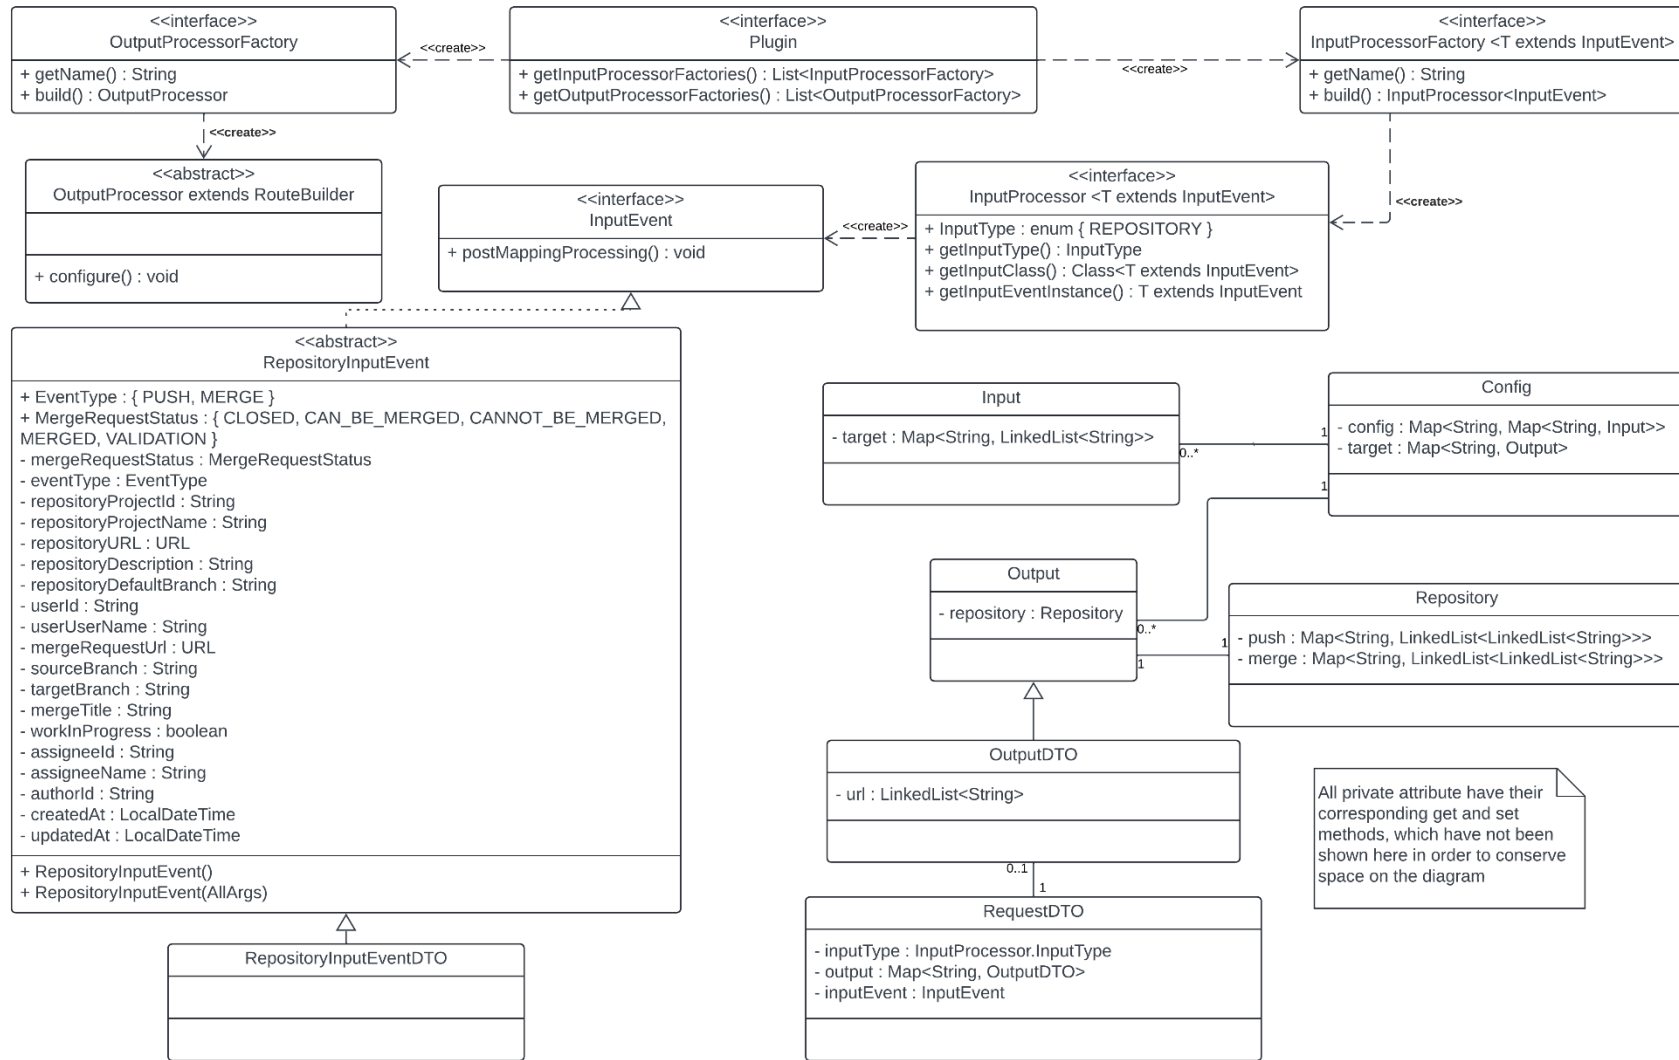 <<interface>>
OutputProcessorFactory
+ getName() : String
+ build() : OutputProcessor
<<create>>
<<interface>>
Plugin
+ getInputProcessorFactories() : List<InputProcessorFactory>
+ getOutputProcessorFactories() : List<OutputProcessorFactory>
<<create>>
<<interface>>
InputProcessorFactory <T extends InputEvent>
+ getName() : String
+ build() : InputProcessor<InputEvent>
<<create>>
<<abstract>>
OutputProcessor extends RouteBuilder
+ configure() : void
<<interface>>
InputEvent
+ postMappingProcessing() : void
<<create>>
<<interface>>
InputProcessor <T extends InputEvent>
+ InputType : enum { REPOSITORY }
+ getInputType() : InputType
+ getInputClass() : Class<T extends InputEvent>
+ getInputEventInstance() : T extends InputEvent
<<create>>
<<abstract>>
RepositoryInputEvent
+ EventType : { PUSH, MERGE }
+ MergeRequestStatus : { CLOSED, CAN_BE_MERGED, CANNOT_BE_MERGED,
MERGED, VALIDATION }
- mergeRequestStatus : MergeRequestStatus
- eventType : EventType
- repositoryProjectId : String
- repositoryProjectName : String
- repositoryURL : URL
- repositoryDescription : String
- repositoryDefaultBranch : String
- userId : String
- userUserName : String
- mergeRequestUrl : URL
- sourceBranch : String
- targetBranch : String
- mergeTitle : String
- workInProgress : boolean
- assigneeId : String
- assigneeName : String
- authorId : String
- createdAt : LocalDateTime
- updatedAt : LocalDateTime
+ RepositoryInputEvent()
+ RepositoryInputEvent(AllArgs)
RepositoryInputEventDTO
Input
- target : Map<String, LinkedList<String>>
0..*
1
Config
- config : Map<String, Map<String, Input>>
- target : Map<String, Output>
1
Output
- repository : Repository
0..*
1
1
Repository
- push : Map<String, LinkedList<LinkedList<String>>>
- merge : Map<String, LinkedList<LinkedList<String>>>
OutputDTO
- url : LinkedList<String>
0..1
1
RequestDTO
- inputType : InputProcessor.InputType
- output : Map<String, OutputDTO>
- inputEvent : InputEvent
All private attribute have their
corresponding get and set
methods, which have not been
shown here in order to conserve
space on the diagram